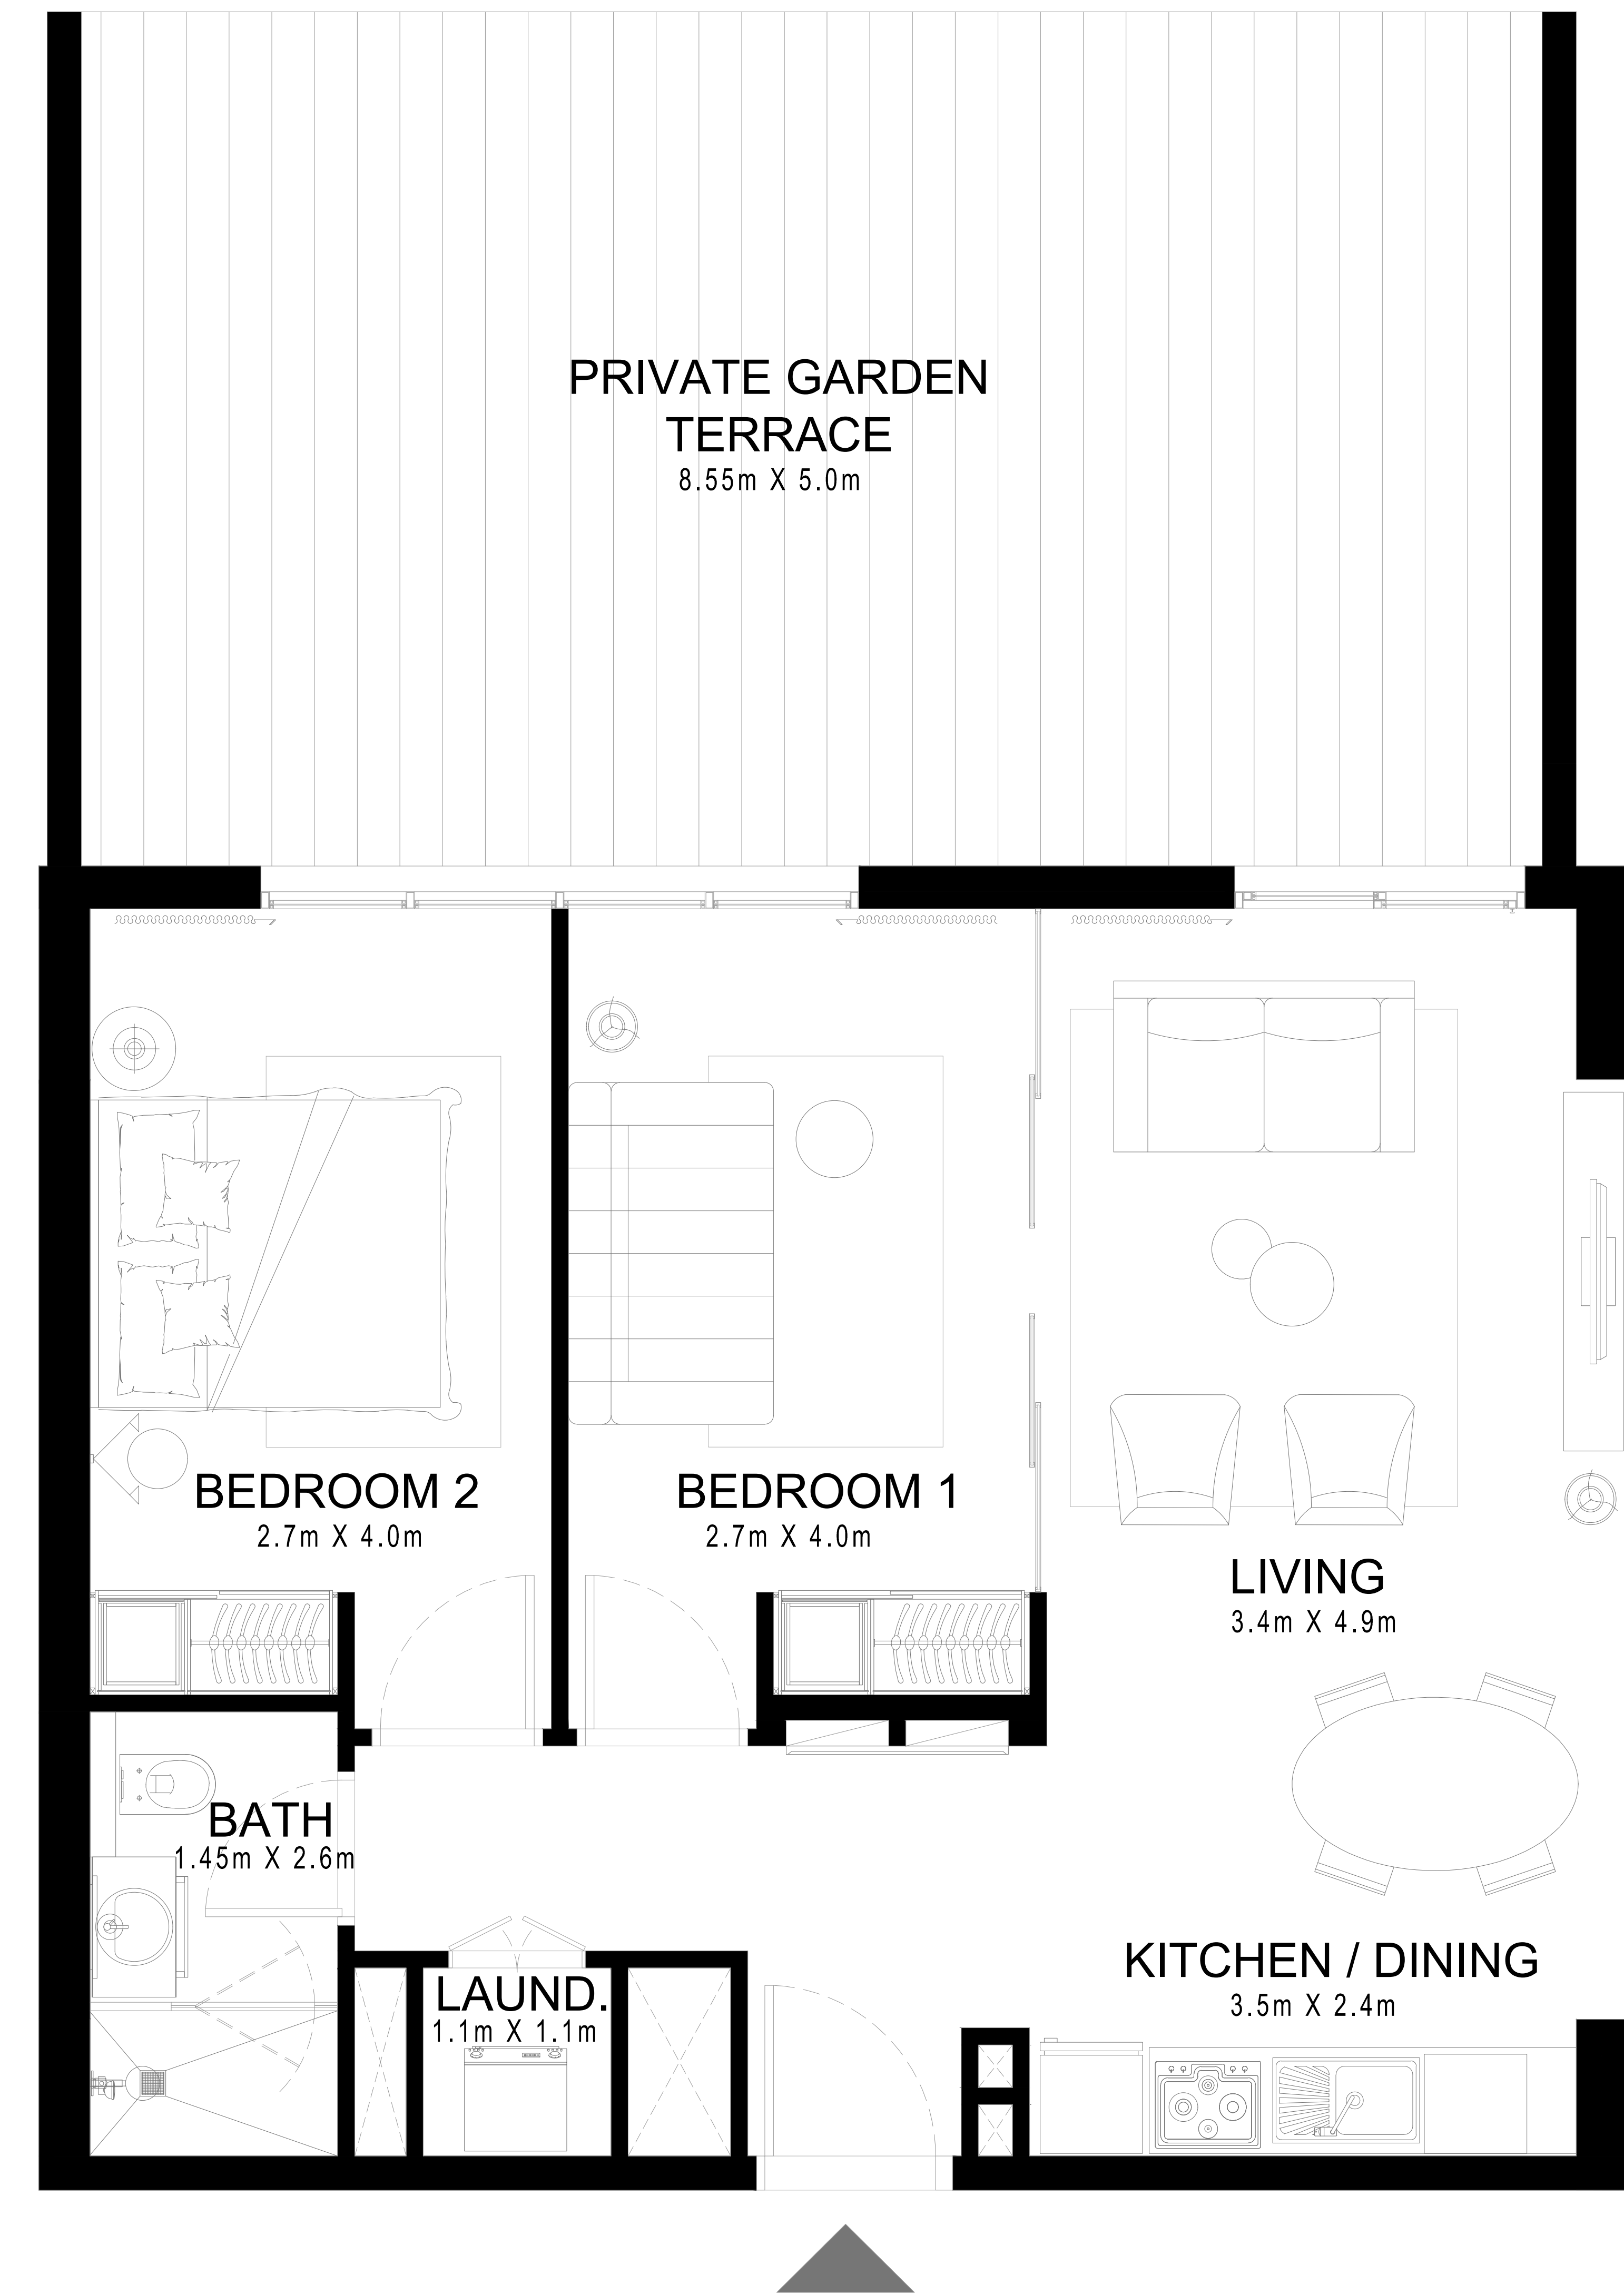 PRIVATE GARDEN
TERRACE
8.55m X 5.0m
BEDROOM 2
2.7m X 4.0m
BEDROOM 1
2.7m X 4.0m
LIVING
3.4m X 4.9m
BATH
1.45m X 2.6m
KITCHEN / DINING
3.5m X 2.4m
LAUND.
1.1m X 1.1m